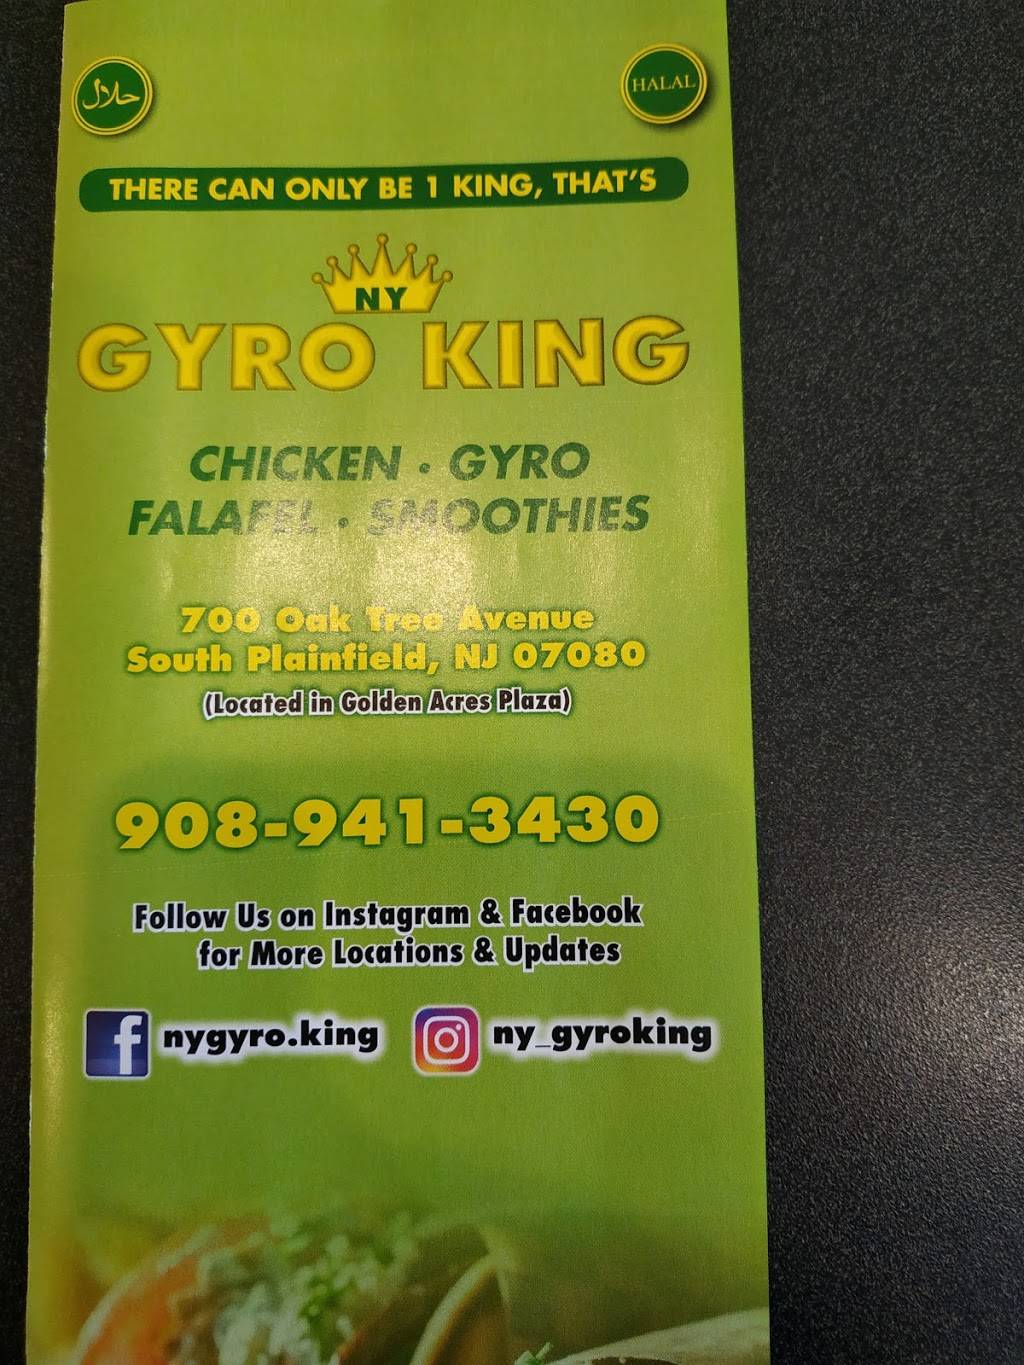 حلال
HALAL
THERE CAN ONLY BE 1 KING, THAT'S
NY
GYRO KING
CHICKEN · GYRO
FALAFEL · SMOOTHIES
700 Oak Tree Avenue
South Plainfield, NJ 07080
(Located in Golden Acres Plaza)
908-941-3430
Follow Us on Instagram & Facebook
for More Locations & Updates
f nygyro.king ny_gyroking